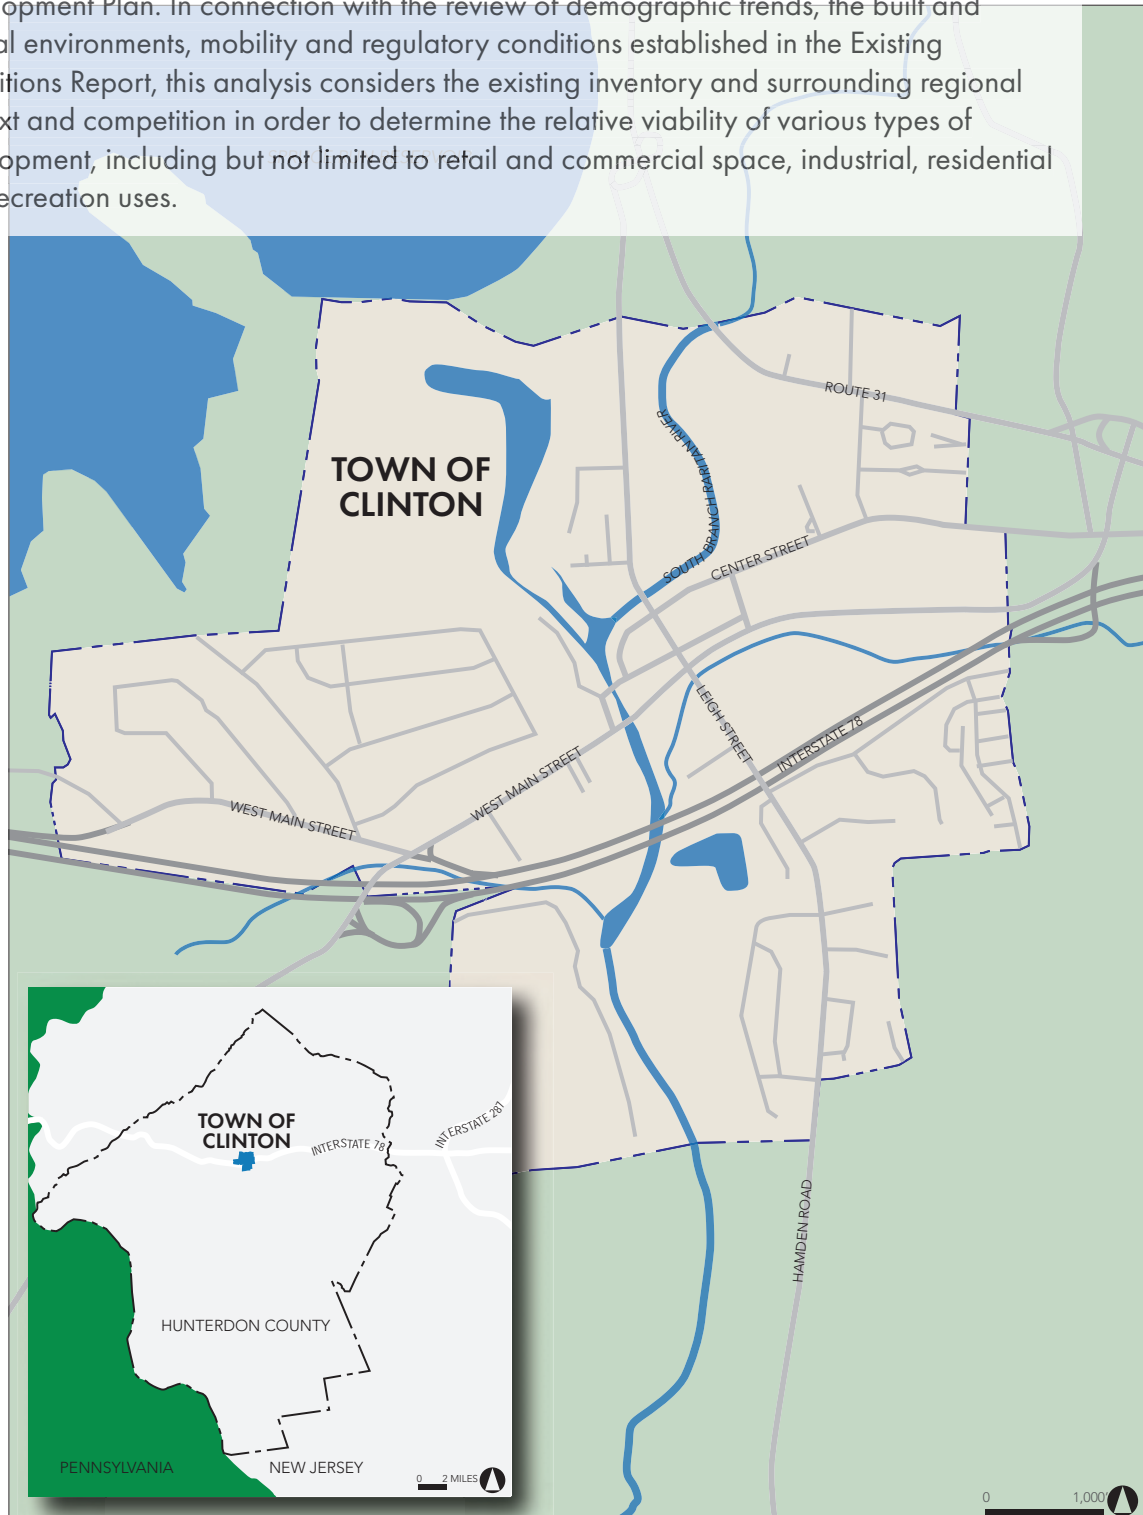 opment Plan. In connection with the review of demographic trends, the built and
al environments, mobility and regulatory conditions established in the Existing
itions Report, this analysis considers the existing inventory and surrounding regional
xt and competition in order to determine the relative viability of various types of
opment, including but not limited to retail and commercial space, industrial, residential
ecreation uses.
ROUTE 31
SOUTH BRANCH RARITAN RIVER
TOWN OF
CLINTON
CENTER STREET
LEIGH STREET
INTERSTATE 78
WEST MAIN STREET
WEST MAIN STREET
HAMDEN ROAD
TOWN OF
CLINTON
INTERSTATE 78
INTERSTATE 287
HUNTERDON COUNTY
PENNSYLVANIA
NEW JERSEY
0 2 MILES
0 1,000'